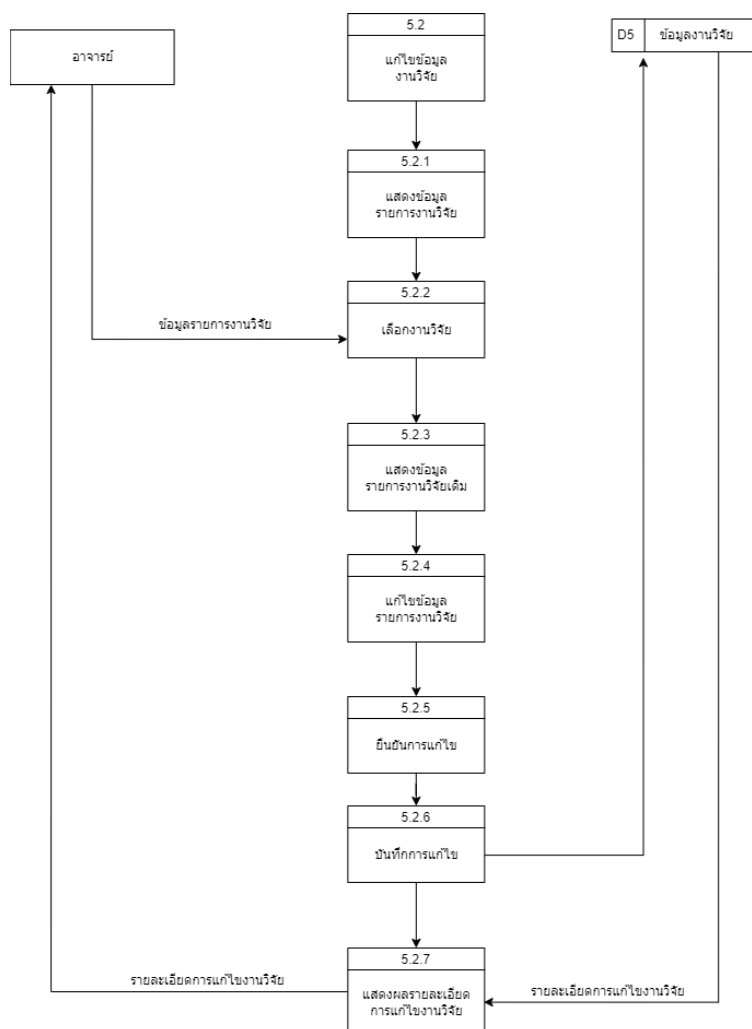 อาจารย์
5.2
แก้ไขข้อมูล
งานวิจัย
D5 ข้อมูลงานวิจัย
5.2.1
แสดงข้อมูล
รายการงานวิจัย
5.2.2
เลือกงานวิจัย
ข้อมูลรายการงานวิจัย
5.2.3
แสดงข้อมูล
รายการงานวิจัยเดิม
5.2.4
แก้ไขข้อมูล
รายการงานวิจัย
5.2.5
ยืนยันการแก้ไข
5.2.6
บันทึกการแก้ไข
5.2.7
แสดงผลรายละเอียด
การแก้ไขงานวิจัย
รายละเอียดการแก้ไขงานวิจัย
รายละเอียดการแก้ไขงานวิจัย